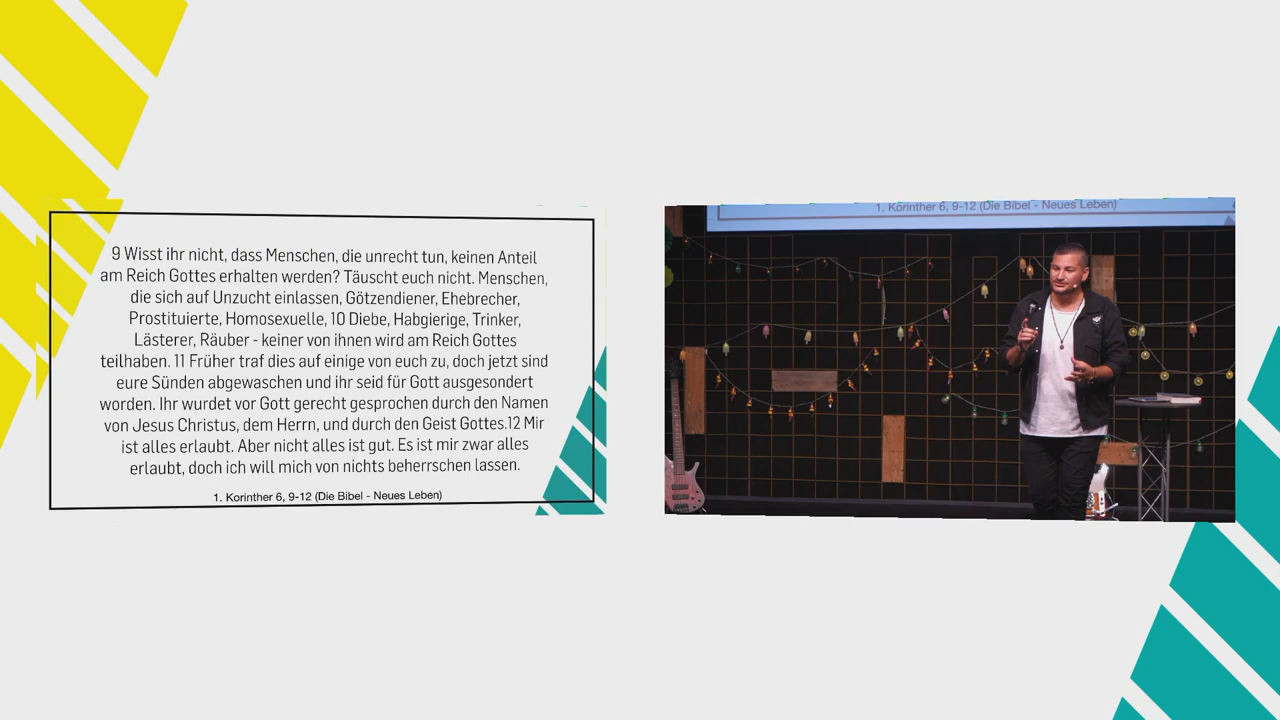 9 Wisst ihr nicht, dass Menschen, die unrecht tun, keinen Anteil
am Reich Gottes erhalten werden? Täuscht euch nicht. Menschen,
die sich auf Unzucht einlassen, Götzendiener, Ehebrecher,
Prostituierte, Homosexuelle, 10 Diebe, Habgierige, Trinker,
Lästerer, Räuber - keiner von ihnen wird am Reich Gottes
teilhaben. 11 Früher traf dies auf einige von euch zu, doch jetzt sind
eure Sünden abgewaschen und ihr seid für Gott ausgesondert
worden. Ihr wurdet vor Gott gerecht gesprochen durch den Namen
von Jesus Christus, dem Herrn, und durch den Geist Gottes.12 Mir
ist alles erlaubt. Aber nicht alles ist gut. Es ist mir zwar alles
erlaubt, doch ich will mich von nichts beherrschen lassen.
1. Korinther 6, 9-12 (Die Bibel - Neues Leben)
1. Korinther 6, 9-12 (Die Bibel - Neues Leben)